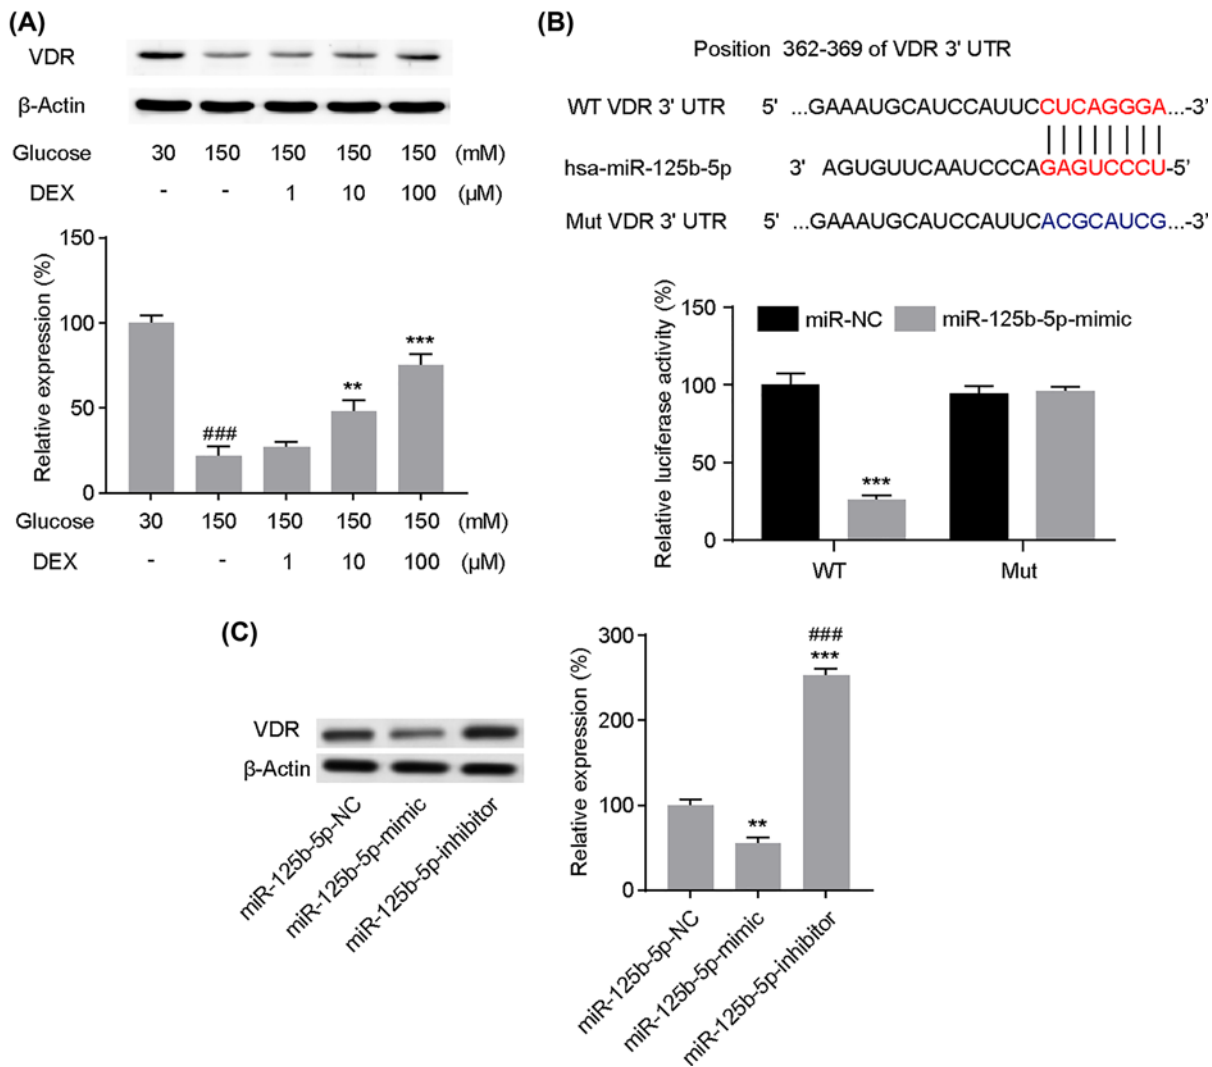 (A)
VDR
β-Actin
Glucose 30 150 150 150 150 (mM)
DEX - - 1 10 100 (μM)
Relative expression (%)
150
100
50
0
###
**
***
Glucose 30 150 150 150 150 (mM)
DEX - - 1 10 100 (μM)
(B)
Position 362-369 of VDR 3' UTR
WT VDR 3' UTR 5' ...GAAAUGCAUCCAUUCCUCAGGGA...-3'
hsa-miR-125b-5p 3' AGUGUUCAAUCCCAGAGUCCCU-5'
Mut VDR 3' UTR 5' ...GAAAUGCAUCCAUUCACGCAUCG...-3'
Relative luciferase activity (%)
150
100
50
0
miR-NC miR-125b-5p-mimic
***
WT Mut
(C)
VDR
β-Actin
miR-125b-5p-NC
miR-125b-5p-mimic
miR-125b-5p-inhibitor
Relative expression (%)
300
200
100
0
**
###
***
miR-125b-5p-NC
miR-125b-5p-mimic
miR-125b-5p-inhibitor